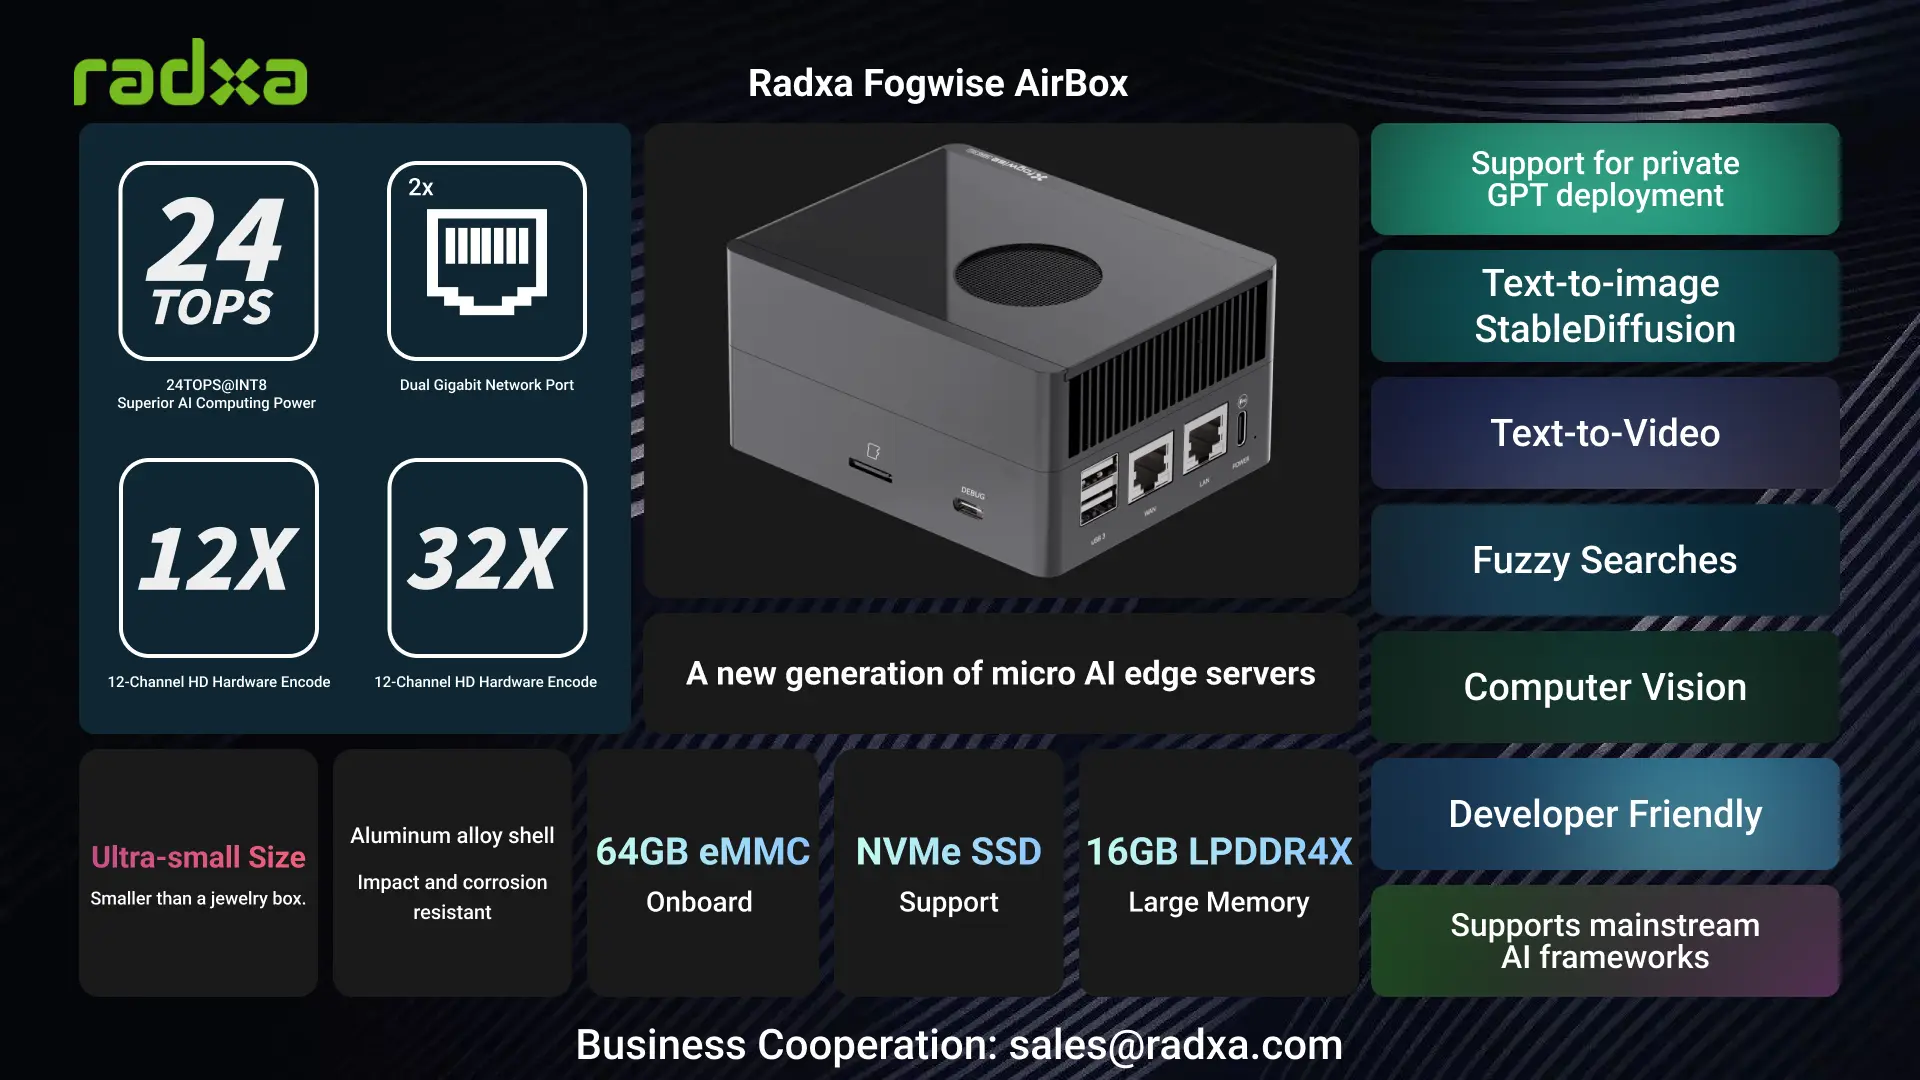 radxa
Radxa Fogwise AirBox
24
TOPS
24TOPS@INT8
Superior AI Computing Power
2x
Dual Gigabit Network Port
12X
12-Channel HD Hardware Encode
32X
12-Channel HD Hardware Encode
DEBUG
USB 3
WAN
LAN
POWER
A new generation of micro AI edge servers
Support for private
GPT deployment
Text-to-image
StableDiffusion
Text-to-Video
Fuzzy Searches
Computer Vision
Developer Friendly
Supports mainstream
AI frameworks
Ultra-small Size
Smaller than a jewelry box.
Aluminum alloy shell
Impact and corrosion
resistant
64GB eMMC
Onboard
NVMe SSD
Support
16GB LPDDR4X
Large Memory
Business Cooperation: sales@radxa.com